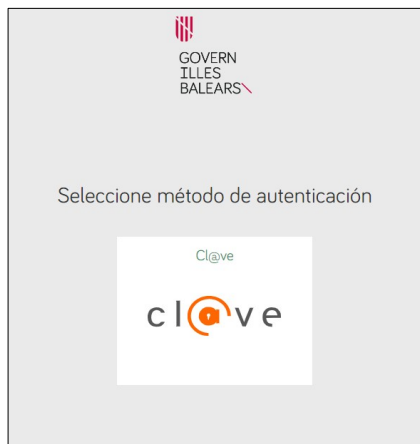 GOVERN
ILLES
BALEARS
Seleccione método de autenticación
Cl@ve
cl@ve